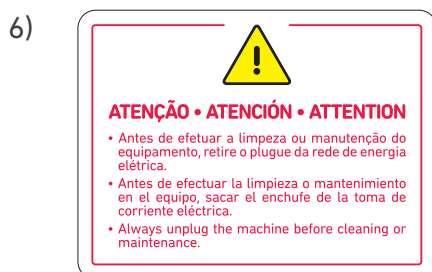 6)
ATENÇÃO • ATENCIÓN • ATTENTION
• Antes de efetuar a limpeza ou manutenção do
equipamento, retire o plugue da rede de energia
elétrica.
• Antes de efectuar la limpieza o mantenimiento
en el equipo, sacar el enchufe de la toma de
corriente eléctrica.
• Always unplug the machine before cleaning or
maintenance.